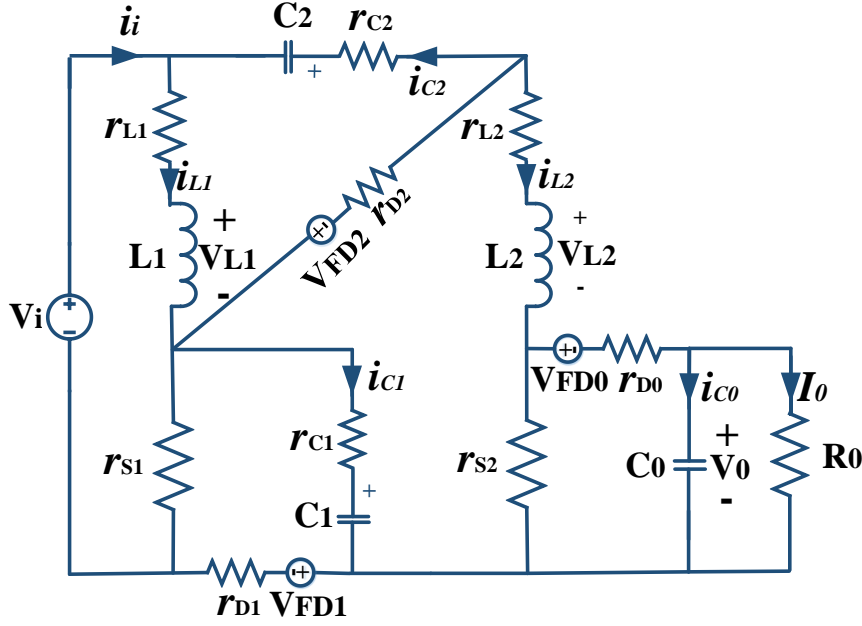 C2
rC2
ii
iC2
rL1
rL2
iL1
iL2
rD2
+
VL1
-
L1
VFD2
+
VL2
-
L2
Vi
VFD0
rD0
iC1
iC0
I0
rC1
rS1
rS2
+
V0
-
C0
R0
C1
+
rD1
VFD1